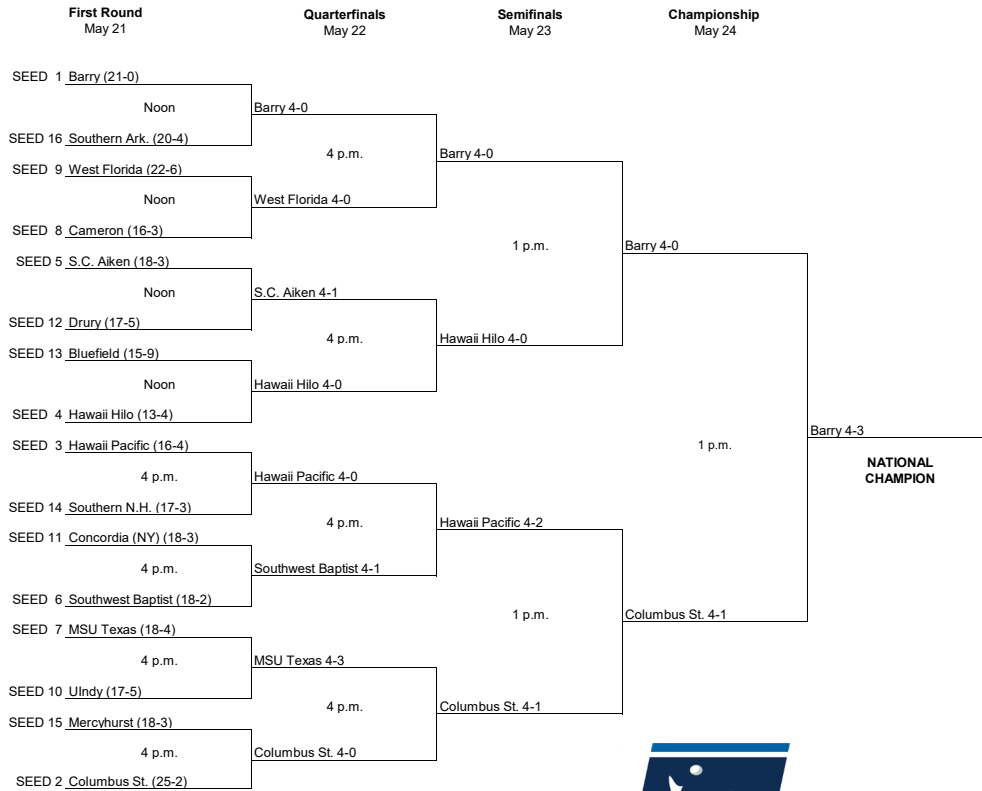 First Round
May 21
Quarterfinals
May 22
Semifinals
May 23
Championship
May 24
SEED 1 Barry (21-0)
Noon
Barry 4-0
SEED 16 Southern Ark. (20-4)
4 p.m.
Barry 4-0
SEED 9 West Florida (22-6)
Noon
West Florida 4-0
SEED 8 Cameron (16-3)
1 p.m.
Barry 4-0
SEED 5 S.C. Aiken (18-3)
Noon
S.C. Aiken 4-1
SEED 12 Drury (17-5)
4 p.m.
Hawaii Hilo 4-0
SEED 13 Bluefield (15-9)
Noon
Hawaii Hilo 4-0
SEED 4 Hawaii Hilo (13-4)
1 p.m.
Barry 4-3
NATIONAL
CHAMPION
SEED 3 Hawaii Pacific (16-4)
4 p.m.
Hawaii Pacific 4-0
SEED 14 Southern N.H. (17-3)
4 p.m.
Hawaii Pacific 4-2
SEED 11 Concordia (NY) (18-3)
4 p.m.
Southwest Baptist 4-1
SEED 6 Southwest Baptist (18-2)
1 p.m.
Columbus St. 4-1
SEED 7 MSU Texas (18-4)
4 p.m.
MSU Texas 4-3
SEED 10 UIndy (17-5)
4 p.m.
Columbus St. 4-1
SEED 15 Mercyhurst (18-3)
4 p.m.
Columbus St. 4-0
SEED 2 Columbus St. (25-2)